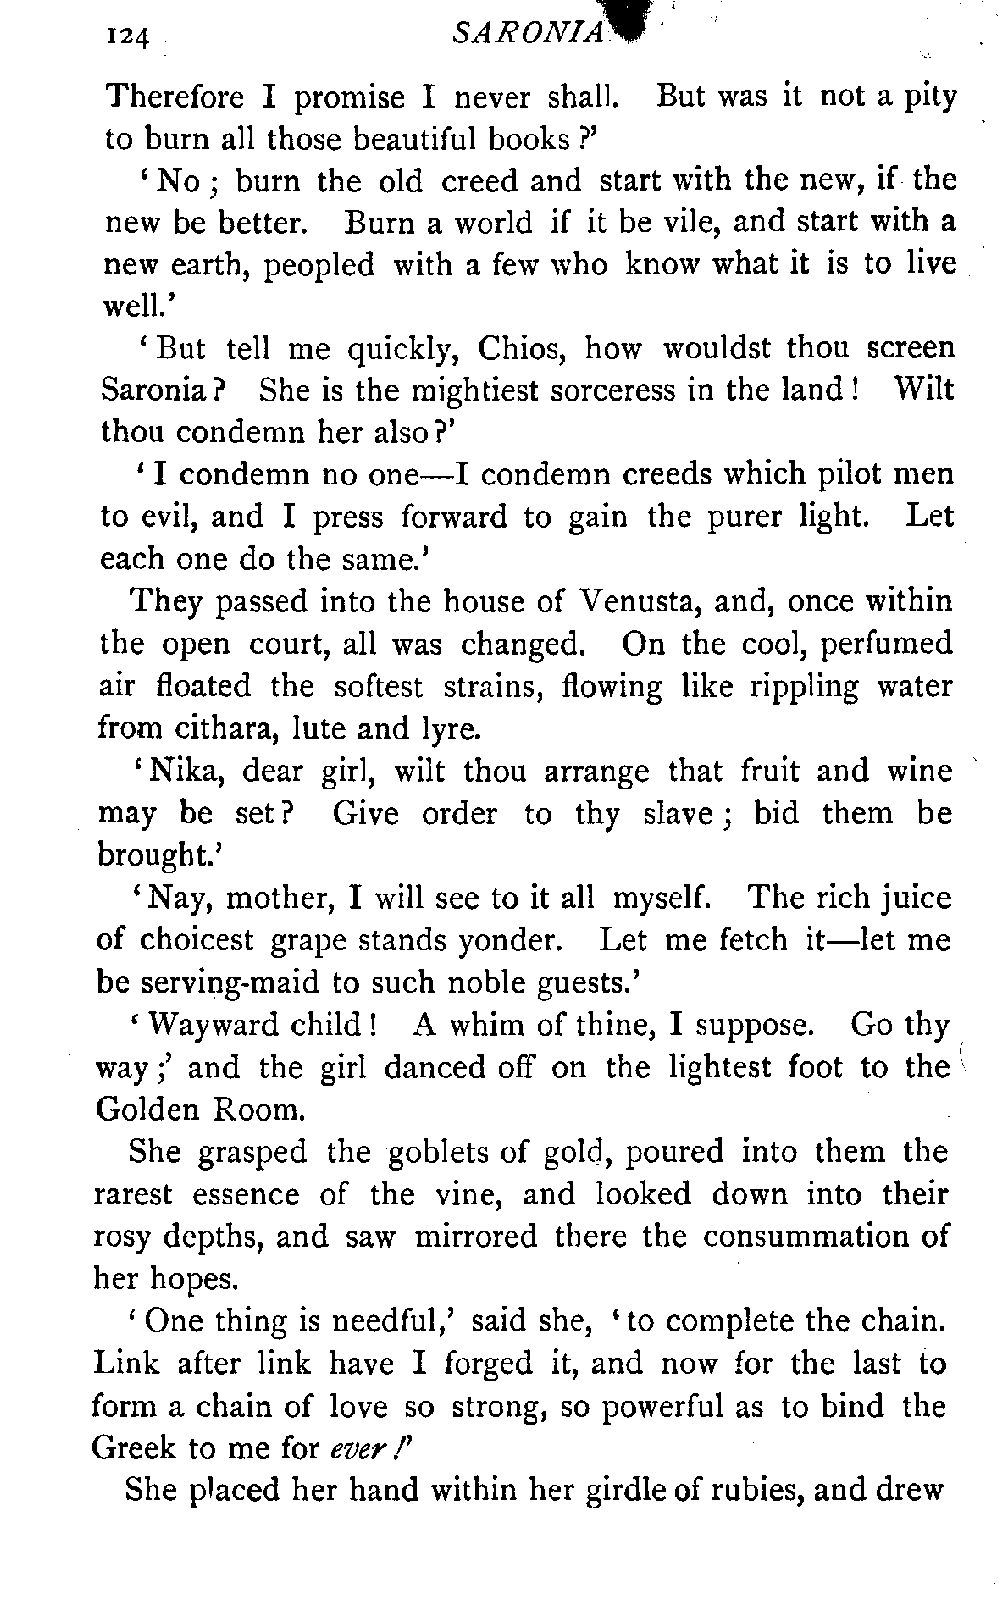 124 SARONIA
Therefore I promise I never shall. But was it not a pity
to burn all those beautiful books ?’
‘ No ; burn the old creed and start with the new, if the
new be better. Burn a world if it be vile, and start with a
new earth, peopled with a few who know what it is to live
well.’
‘ But tell me quickly, Chios, how wouldst thou screen
Saronia ? She is the mightiest sorceress in the land ! Wilt
thou condemn her also ?’
‘ I condemn no one—I condemn creeds which pilot men
to evil, and I press forward to gain the purer light. Let
each one do the same.’
They passed into the house of Venusta, and, once within
the open court, all was changed. On the cool, perfumed
air floated the softest strains, flowing like rippling water
from cithara, lute and lyre.
‘ Nika, dear girl, wilt thou arrange that fruit and wine
may be set ? Give order to thy slave ; bid them be
brought.’
‘ Nay, mother, I will see to it all myself. The rich juice
of choicest grape stands yonder. Let me fetch it—let me
be serving-maid to such noble guests.’
‘ Wayward child ! A whim of thine, I suppose. Go thy
way ;’ and the girl danced off on the lightest foot to the
Golden Room.
She grasped the goblets of gold, poured into them the
rarest essence of the vine, and looked down into their
rosy depths, and saw mirrored there the consummation of
her hopes.
‘ One thing is needful,’ said she, ‘ to complete the chain.
Link after link have I forged it, and now for the last to
form a chain of love so strong, so powerful as to bind the
Greek to me for ever !’
She placed her hand within her girdle of rubies, and drew